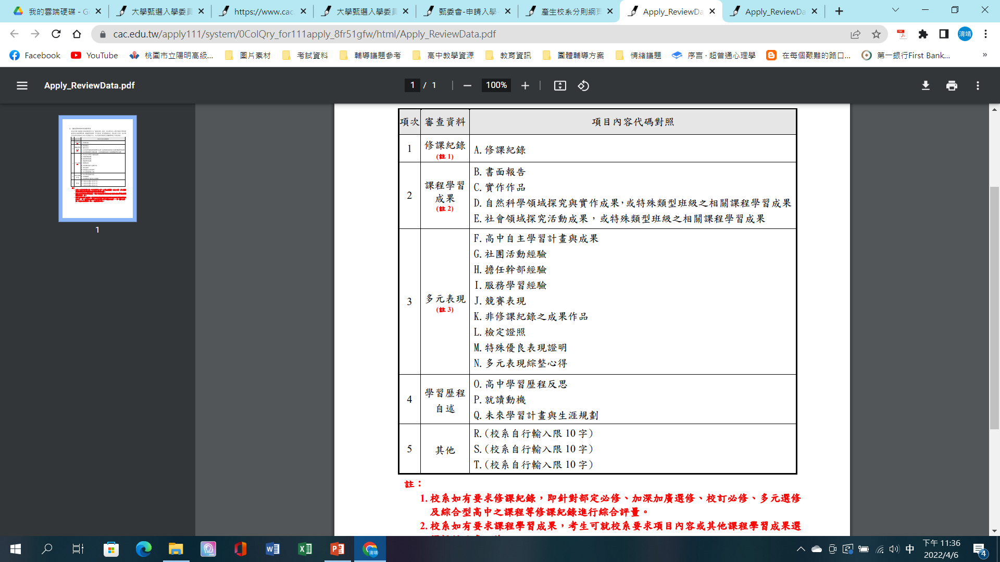 我的雲端硬碟 - G
大學甄選入學委員
https://www.cac.
大學甄選入學委員
甄委會-申請入學-
產生校系分則網頁
Apply_ReviewDa
Apply_ReviewDa
cac.edu.tw/apply111/system/0ColQry_for111apply_8fr51gfw/html/Apply_ReviewData.pdf
淯靖
Facebook
YouTube
桃園市立陽明高級...
圖片素材
考試資料
輔導議題參考
高中教學資源
教育資訊
團體輔導方案
情緒議題
序言 · 超普通心理學
在每個艱難的路口...
第一銀行First Bank...
»
Apply_ReviewData.pdf
1 / 1
100%
1
項次 審查資料 項目內容代碼對照
1 修課紀錄 (註 1) A.修課紀錄
2 課程學習成果 (註 2)
B.書面報告
C.實作作品
D.自然科學領域探究與實作成果，或特殊類型班級之相關課程學習成果
E.社會領域探究活動成果，或特殊類型班級之相關課程學習成果
3 多元表現 (註 3)
F.高中自主學習計畫與成果
G.社團活動經驗
H.擔任幹部經驗
I.服務學習經驗
J.競賽表現
K.非修課紀錄之成果作品
L.檢定證照
M.特殊優良表現證明
N.多元表現綜整心得
4 學習歷程自述
O.高中學習歷程反思
P.就讀動機
Q.未來學習計畫與生涯規劃
5 其他
R.(校系自行輸入限 10 字)
S.(校系自行輸入限 10 字)
T.(校系自行輸入限 10 字)
註：
1.校系如有要求修課紀錄，即針對部定必修、加深加廣選修、校訂必修、多元選修
及綜合型高中之課程等修課紀錄進行綜合評量。
2.校系如有要求課程學習成果，考生可就校系要求項目內容或其他課程學習成果選
中
下午 11:36
2022/4/6
4